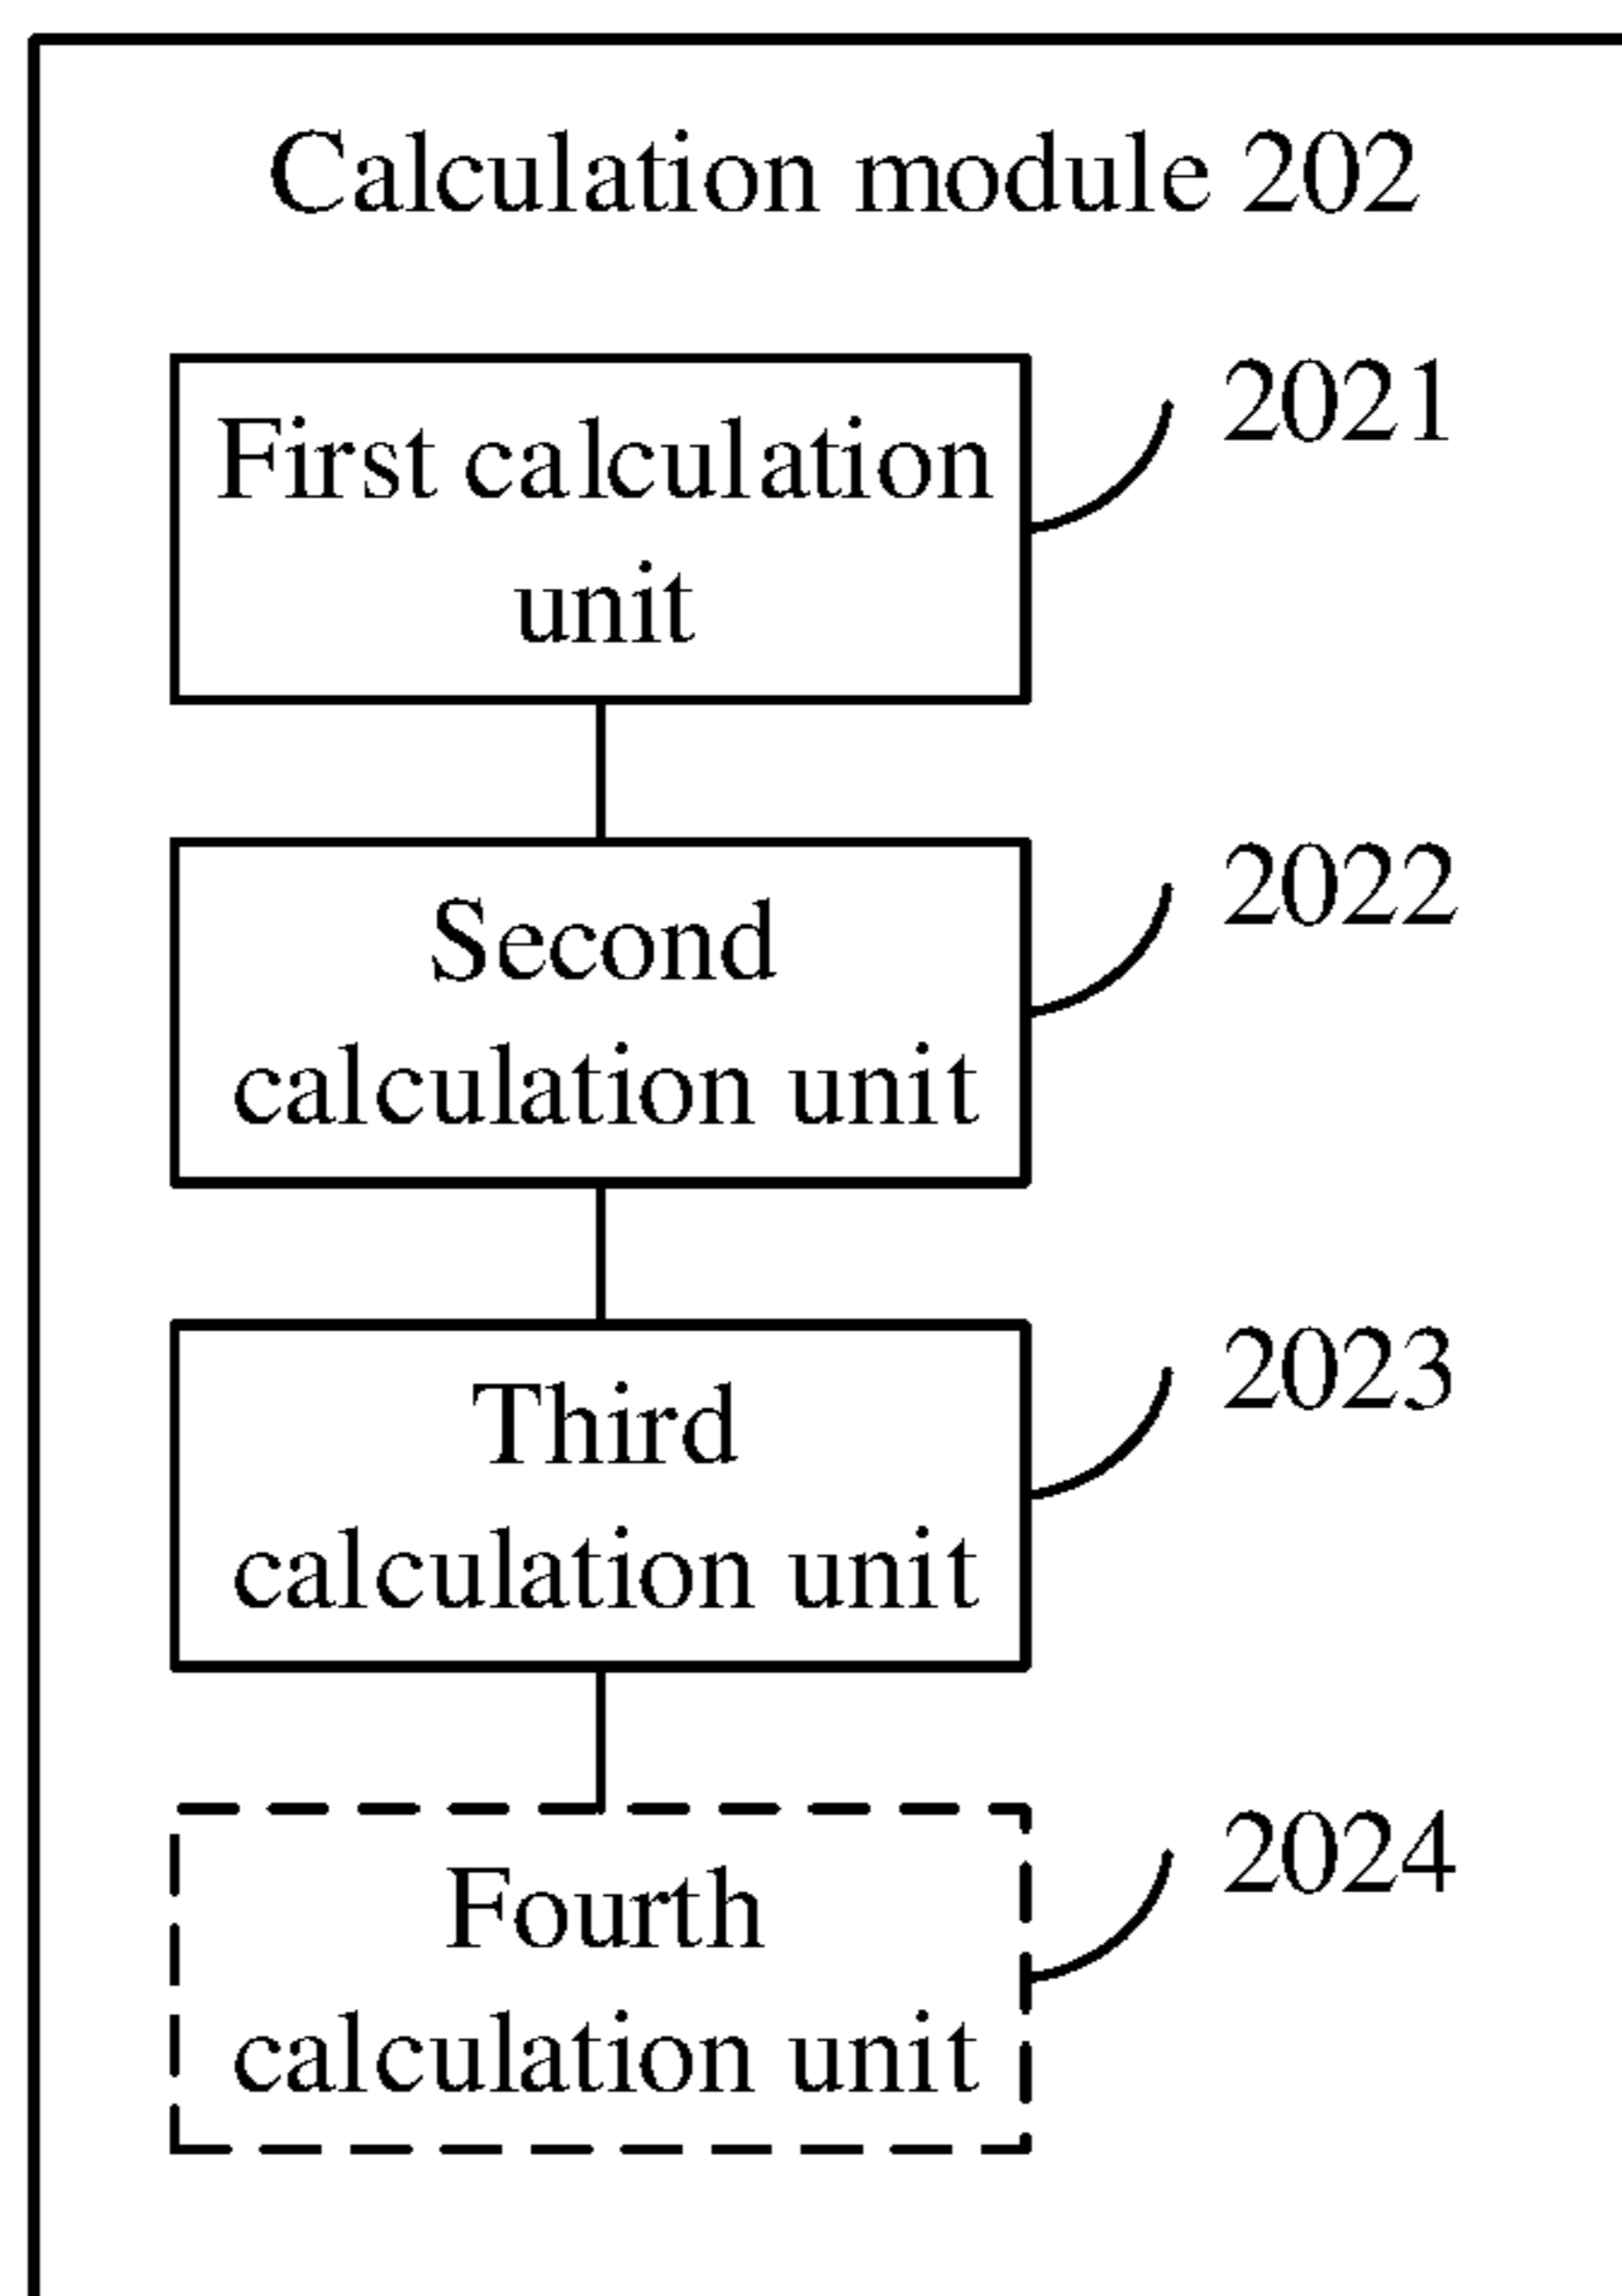 Calculation module 202
2021
First calculation
unit
2022
Second
calculation unit
2023
Third
calculation unit
2024
Fourth
calculation unit